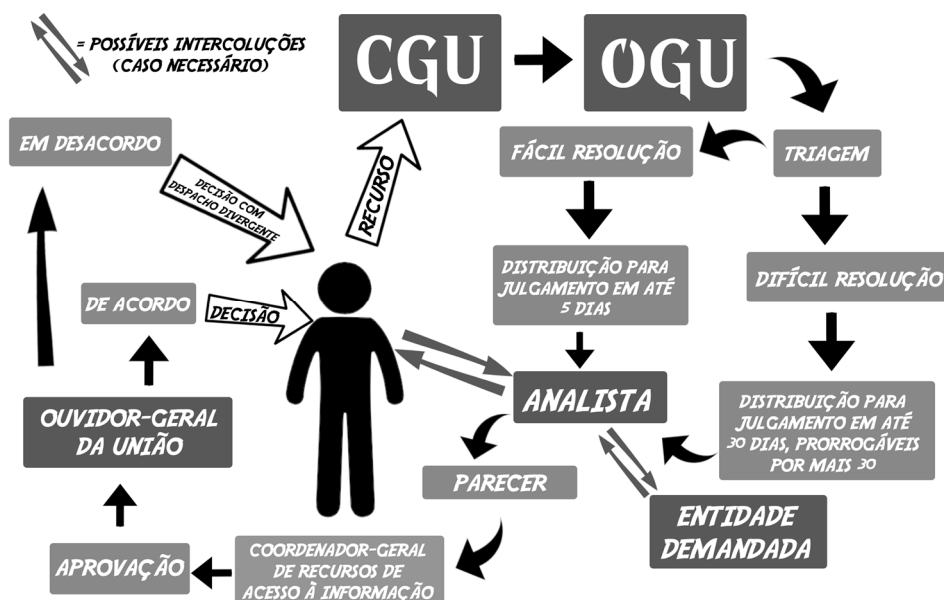 = POSSÍVEIS INTERCOLUÇÕES
(CASO NECESSÁRIO)
CGU
OGU
EM DESACORDO
DECISÃO COM
DESPACHO DIVERGENTE
RECURSO
FÁCIL RESOLUÇÃO
TRIAGEM
DISTRIBUIÇÃO PARA
JULGAMENTO EM ATÉ
5 DIAS
DIFÍCIL RESOLUÇÃO
DE ACORDO
DECISÃO
ANALISTA
DISTRIBUIÇÃO PARA
JULGAMENTO EM ATÉ
30 DIAS, PRORROGÁVEIS
POR MAIS 30
OUVIDOR-GERAL
DA UNIÃO
PARECER
ENTIDADE
DEMANDADA
APROVAÇÃO
COORDENADOR-GERAL
DE RECURSOS DE
ACESSO À INFORMAÇÃO